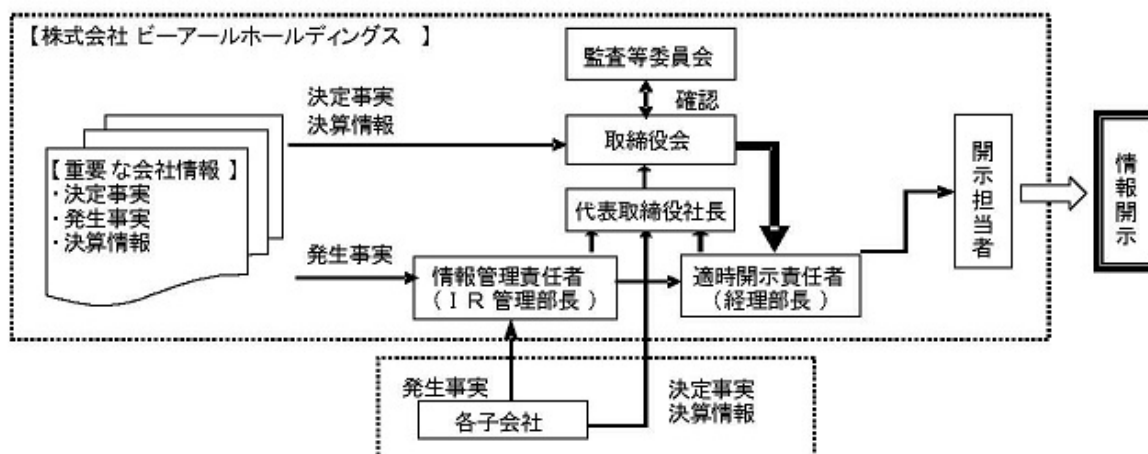 【株式会社 ビーアールホールディングス 】
監査等委員会
決定事実
決算情報
確認
取締役会
【 重要な会社情報 】
・決定事実
・発生事実
・決算情報
代表取締役社長
開示担当者
情報開示
発生事実
情報管理責任者
（ＩＲ管理部長）
適時開示責任者
（経理部長）
発生事実
決定事実
決算情報
各子会社